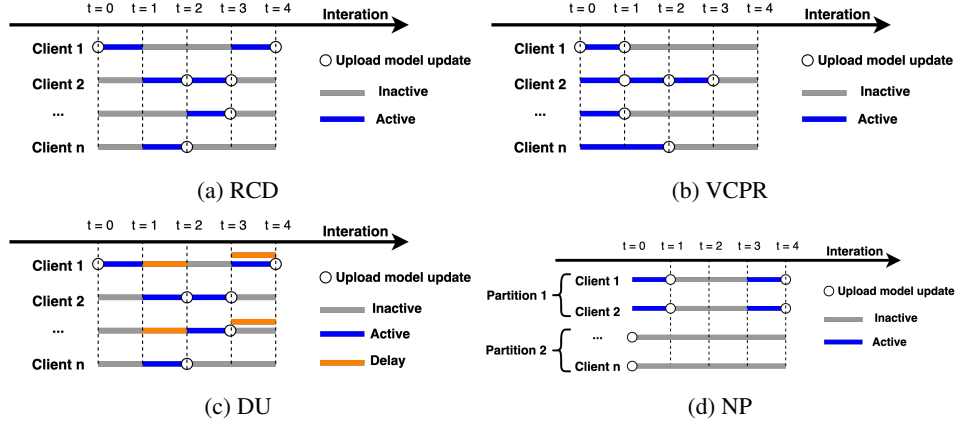 t = 0 t = 1 t = 2 t = 3 t = 4 Interation
Client 1
Client 2
...
Client n
Upload model update
Inactive
Active
(a) RCD
t = 0 t = 1 t = 2 t = 3 t = 4 Interation
Client 1
Client 2
...
Client n
Upload model update
Inactive
Active
(b) VCPR
t = 0 t = 1 t = 2 t = 3 t = 4 Interation
Client 1
Client 2
...
Client n
Upload model update
Inactive
Active
Delay
(c) DU
t = 0 t = 1 t = 2 t = 3 t = 4 Interation
Partition 1
Client 1
Client 2
Partition 2
...
Client n
Upload model update
Inactive
Active
(d) NP